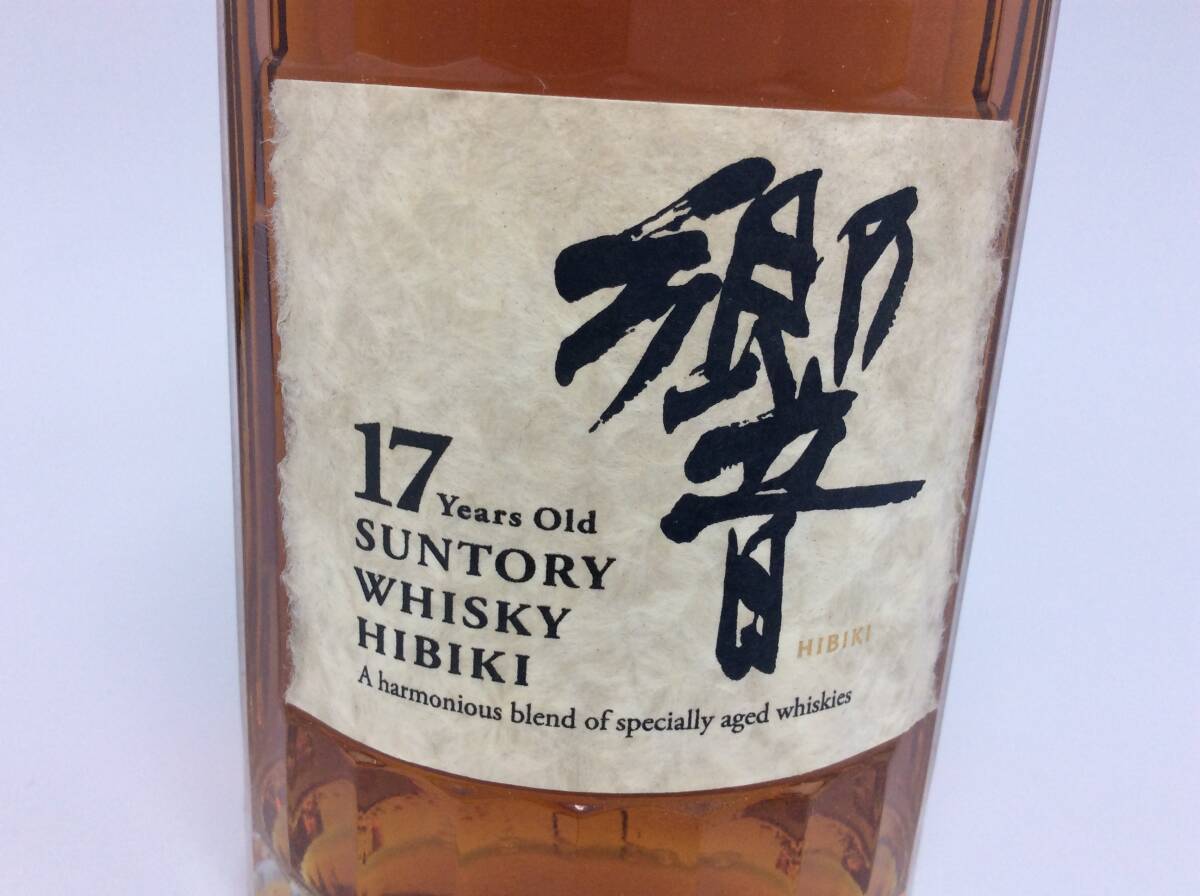 響
HIBIKI
17 Years Old
SUNTORY
WHISKY
HIBIKI
A harmonious blend of specially aged whiskies